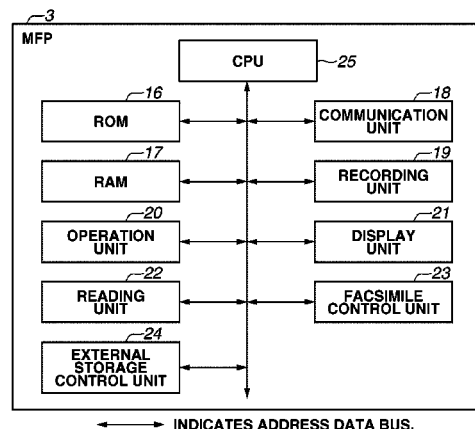 3
MFP
CPU
25
16
ROM
18
COMMUNICATION
UNIT
17
RAM
19
RECORDING
UNIT
20
OPERATION
UNIT
21
DISPLAY
UNIT
22
READING
UNIT
23
FACSIMILE
CONTROL UNIT
24
EXTERNAL
STORAGE
CONTROL UNIT
INDICATES ADDRESS DATA BUS.